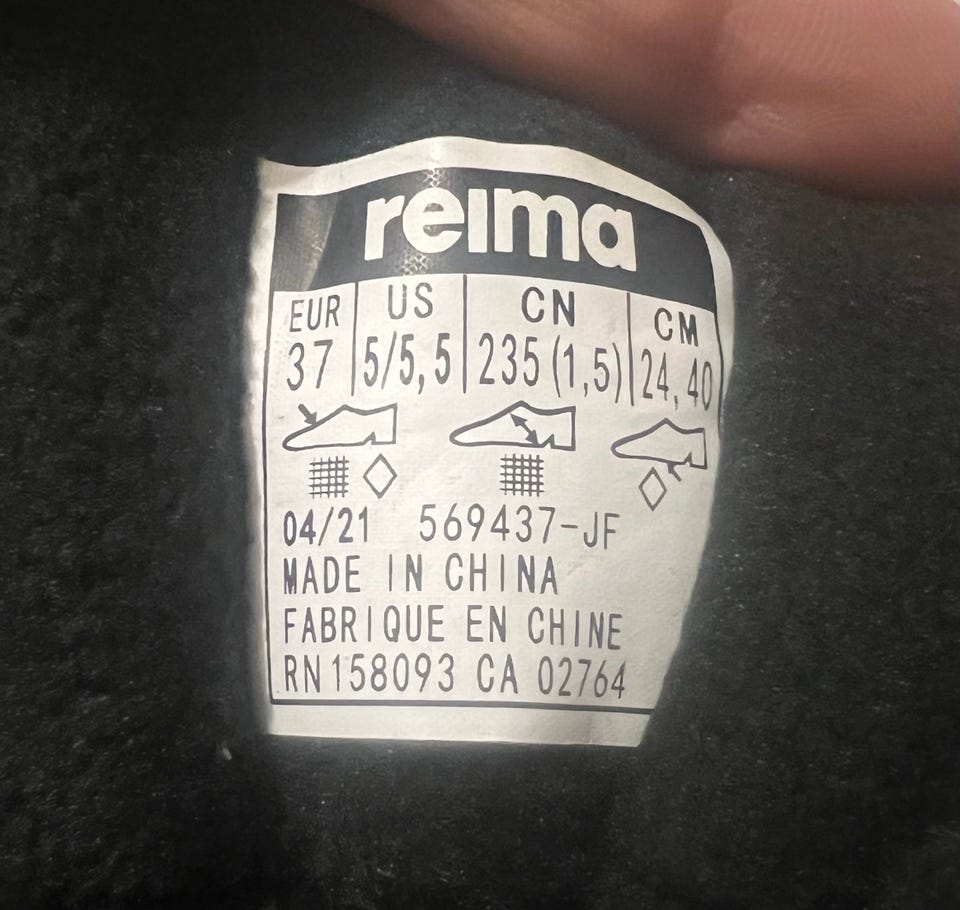 reima
EUR US CN CM
37 5/5,5 235(1,5) 24,40
04/21 569437-JF
MADE IN CHINA
FABRIQUE EN CHINE
RN158093 CA 02764